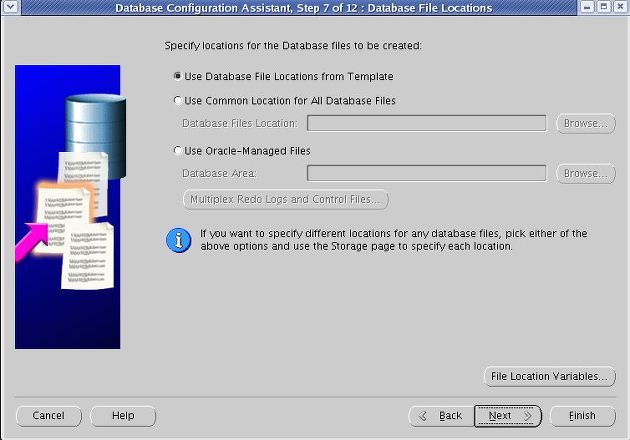 Database Configuration Assistant, Step 7 of 12 : Database File Locations
Specify locations for the Database files to be created:
Use Database File Locations from Template
Use Common Location for All Database Files
Database Files Location:
Browse...
Use Oracle-Managed Files
Database Area:
Browse...
Multiplex Redo Logs and Control Files...
If you want to specify different locations for any database files, pick either of the
above options and use the Storage page to specify each location.
File Location Variables...
Cancel
Help
Back
Next
Finish